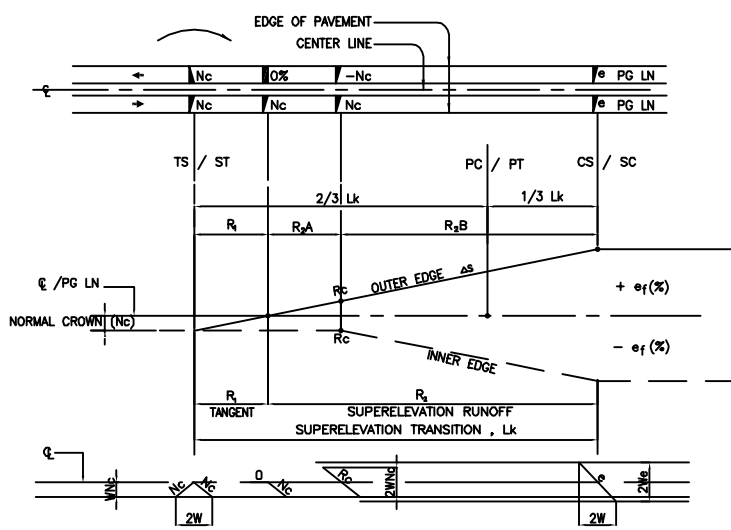 EDGE OF PAVEMENT
CENTER LINE
Nc 0% -Nc e PG LN
℄
Nc Nc Nc e PG LN
TS / ST PC / PT CS / SC
2/3 Lk 1/3 Lk
R₁ R₂A R₂B
℄ /PG LN Rc OUTER EDGE Δs + ef(%)
NORMAL CROWN (Nc)
Rc INNER EDGE - ef(%)
R₁ R₂
TANGENT SUPERELEVATION RUNOFF
SUPERELEVATION TRANSITION , Lk
℄
WNc Nc Nc 0 Nc Rc 2WNc e 2We
2W 2W